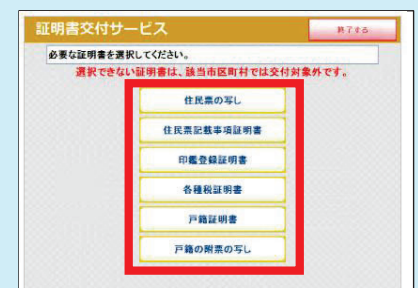 証明書交付サービス
終了する
必要な証明書を選択してください。
選択できない証明書は、該当市区町村では交付対象外です。
住民票の写し
住民票記載事項証明書
印鑑登録証明書
各種税証明書
戸籍証明書
戸籍の附票の写し